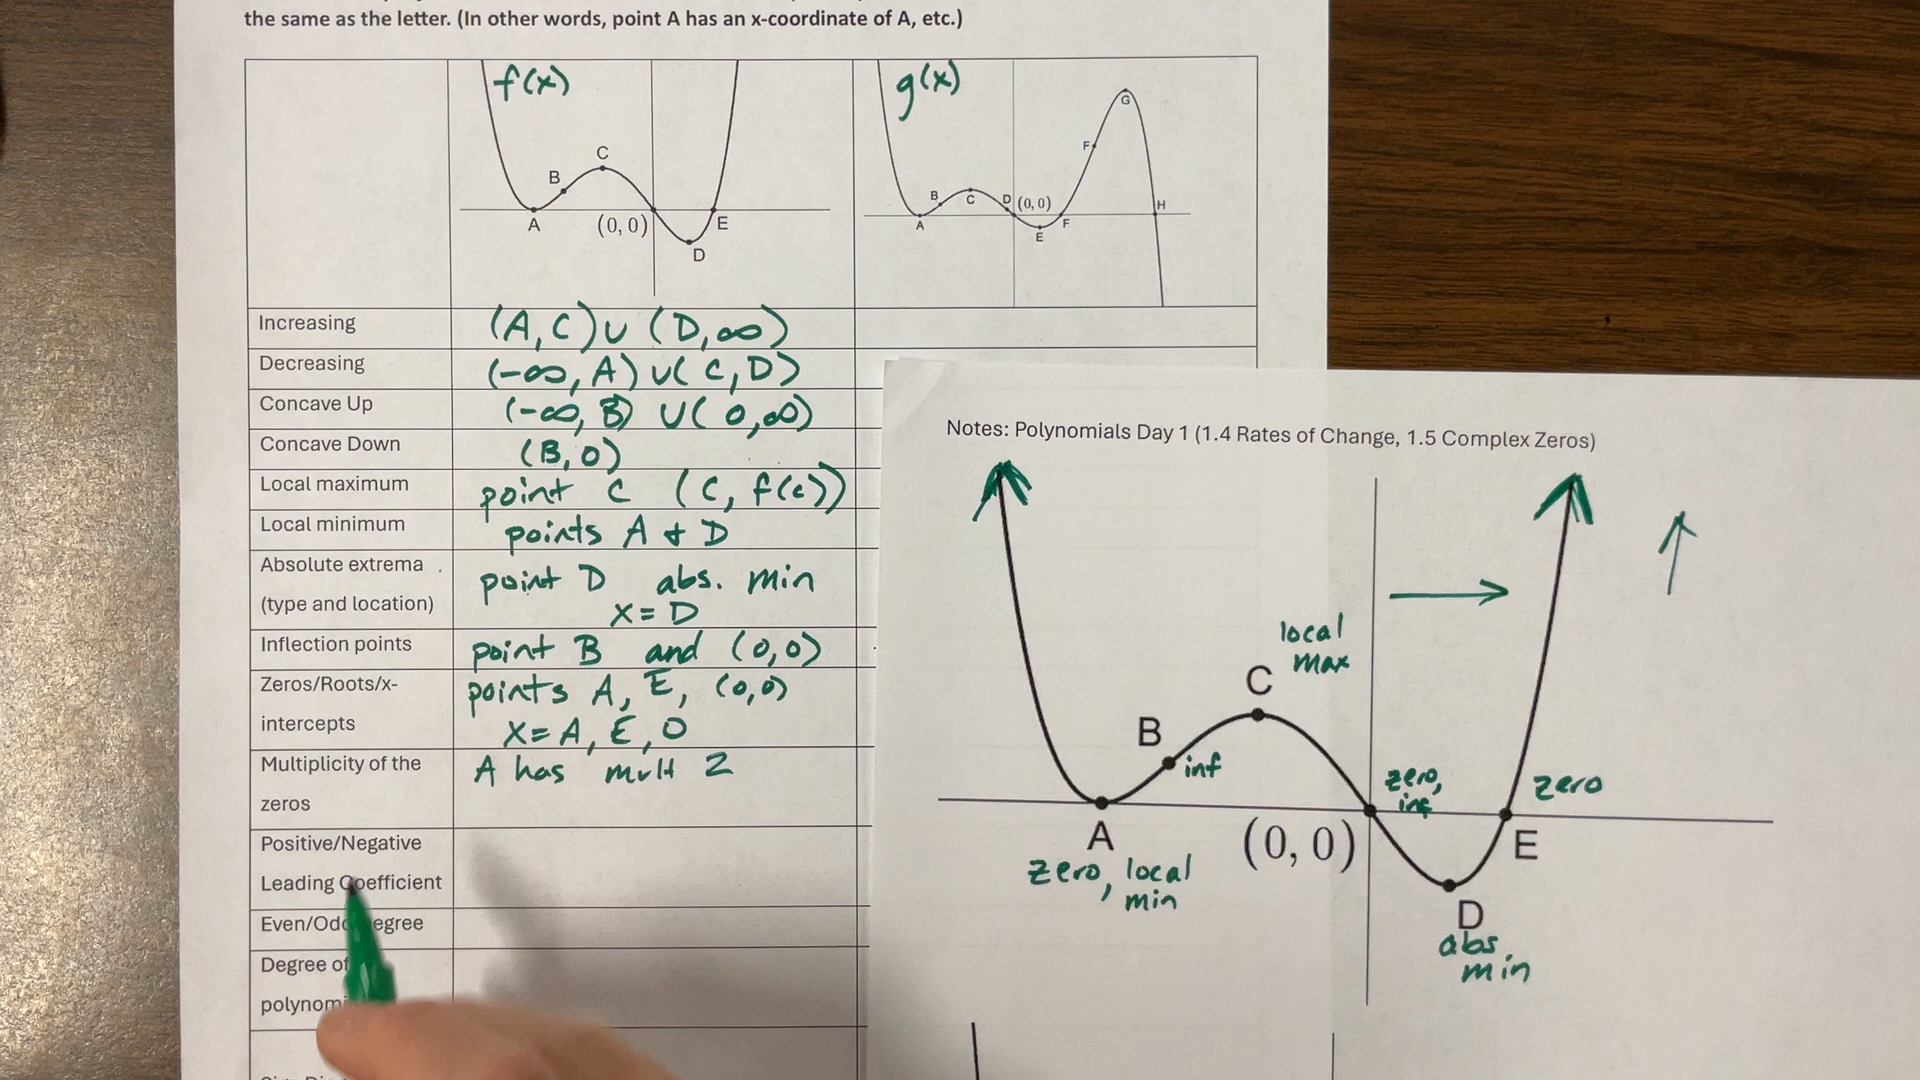 the same as the letter. (In other words, point A has an x-coordinate of A, etc.)
f(x)
C
B
A
(0, 0)
E
D
g(x)
G
F
B
C
D
(0, 0)
H
A
E
F
Increasing
(A, C) ∪ (D, ∞)
Decreasing
(-∞, A) ∪ (C, D)
Concave Up
(-∞, B) ∪ (0, ∞)
Concave Down
(B, 0)
Local maximum
point C (C, f(c))
Local minimum
points A + D
Absolute extrema
(type and location)
point D abs. min
X = D
Inflection points
point B and (0,0)
Zeros/Roots/x-
intercepts
points A, E, (0,0)
X = A, E, 0
Multiplicity of the
zeros
A has mult 2
Positive/Negative
Leading Coefficient
Even/Odd Degree
Degree of
Notes: Polynomials Day 1 (1.4 Rates of Change, 1.5 Complex Zeros)
local
max
C
B
inf
zero,
inf
zero
A
(0, 0)
E
zero, local
min
D
abs.
min